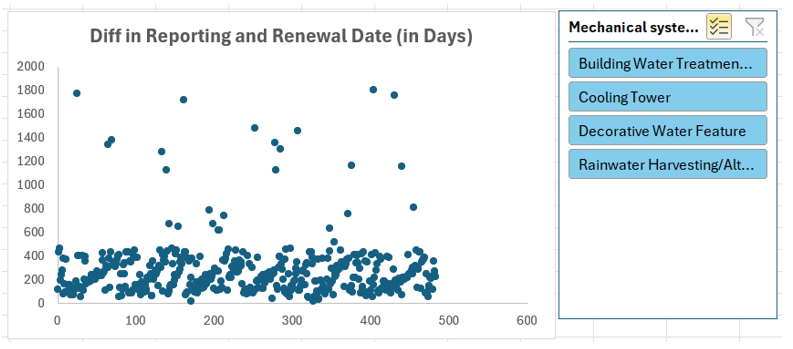 Diff in Reporting and Renewal Date (in Days)
2000
1800
1600
1400
1200
1000
800
600
400
200
0
0 100 200 300 400 500 600
Mechanical syste...
Building Water Treatmen...
Cooling Tower
Decorative Water Feature
Rainwater Harvesting/Alt...